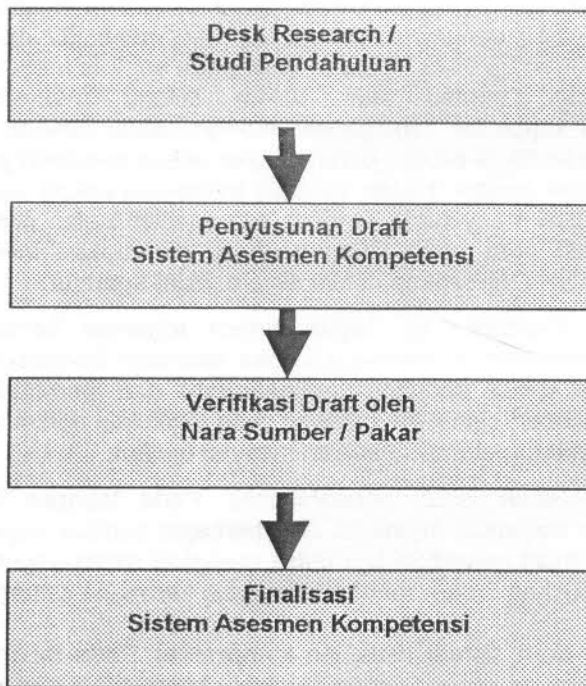 Desk Research /
Studi Pendahuluan
Penyusunan Draft
Sistem Asesmen Kompetensi
Verifikasi Draft oleh
Nara Sumber / Pakar
Finalisasi
Sistem Asesmen Kompetensi